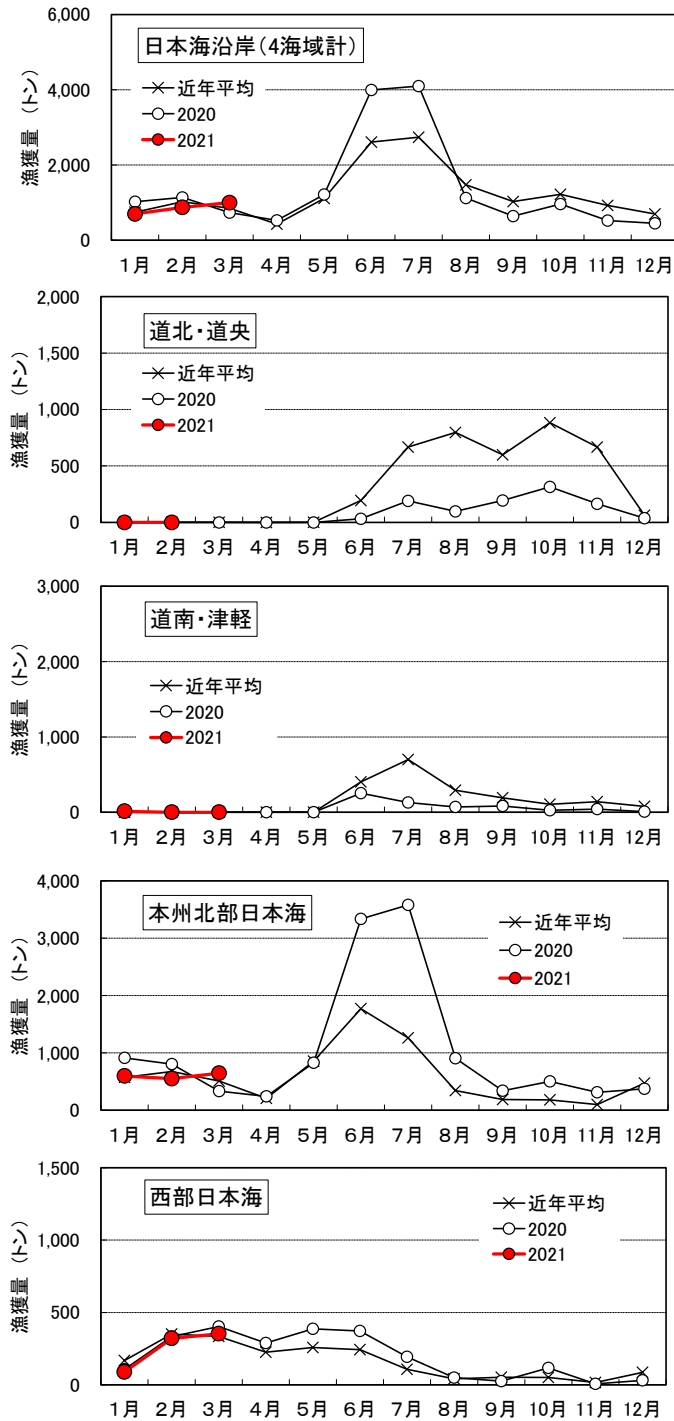 日本海沿岸(4海域計)
近年平均
2020
2021
漁獲量 (トン)
6,000
4,000
2,000
0
1月 2月 3月 4月 5月 6月 7月 8月 9月 10月 11月 12月
道北・道央
近年平均
2020
2021
漁獲量 (トン)
2,000
1,500
1,000
500
0
1月 2月 3月 4月 5月 6月 7月 8月 9月 10月 11月 12月
道南・津軽
近年平均
2020
2021
漁獲量 (トン)
3,000
2,000
1,000
0
1月 2月 3月 4月 5月 6月 7月 8月 9月 10月 11月 12月
本州北部日本海
近年平均
2020
2021
漁獲量 (トン)
4,000
3,000
2,000
1,000
0
1月 2月 3月 4月 5月 6月 7月 8月 9月 10月 11月 12月
西部日本海
近年平均
2020
2021
漁獲量 (トン)
1,500
1,000
500
0
1月 2月 3月 4月 5月 6月 7月 8月 9月 10月 11月 12月